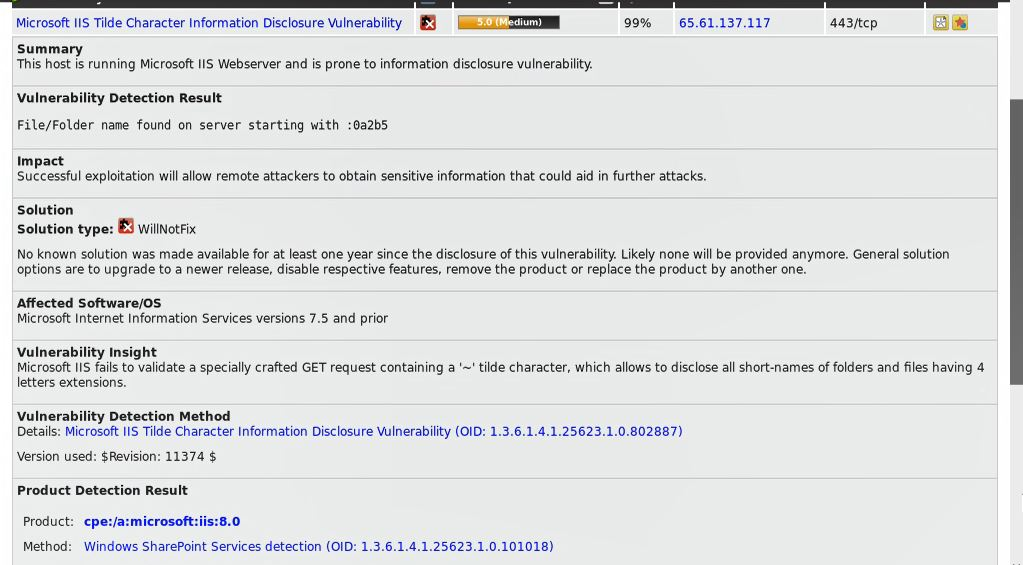 Microsoft IIS Tilde Character Information Disclosure Vulnerability 5.0 (Medium) 99% 65.61.137.117 443/tcp
Summary
This host is running Microsoft IIS Webserver and is prone to information disclosure vulnerability.
Vulnerability Detection Result
File/Folder name found on server starting with :0a2b5
Impact
Successful exploitation will allow remote attackers to obtain sensitive information that could aid in further attacks.
Solution
Solution type: WillNotFix
No known solution was made available for at least one year since the disclosure of this vulnerability. Likely none will be provided anymore. General solution
options are to upgrade to a newer release, disable respective features, remove the product or replace the product by another one.
Affected Software/OS
Microsoft Internet Information Services versions 7.5 and prior
Vulnerability Insight
Microsoft IIS fails to validate a specially crafted GET request containing a '~' tilde character, which allows to disclose all short-names of folders and files having 4
letters extensions.
Vulnerability Detection Method
Details: Microsoft IIS Tilde Character Information Disclosure Vulnerability (OID: 1.3.6.1.4.1.25623.1.0.802887)
Version used: $Revision: 11374 $
Product Detection Result
Product: cpe:/a:microsoft:iis:8.0
Method: Windows SharePoint Services detection (OID: 1.3.6.1.4.1.25623.1.0.101018)